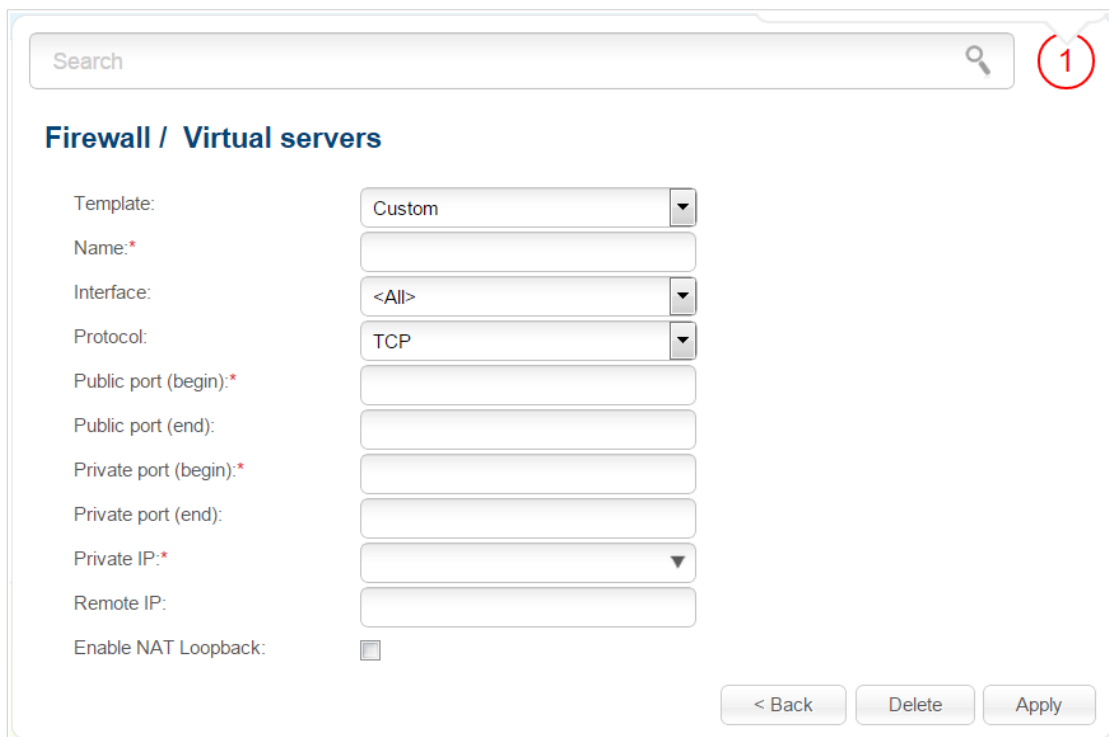 Search
1
Firewall / Virtual servers
Template: Custom
Name:*
Interface: <All>
Protocol: TCP
Public port (begin):*
Public port (end):
Private port (begin):*
Private port (end):
Private IP:*
Remote IP:
Enable NAT Loopback:
< Back Delete Apply